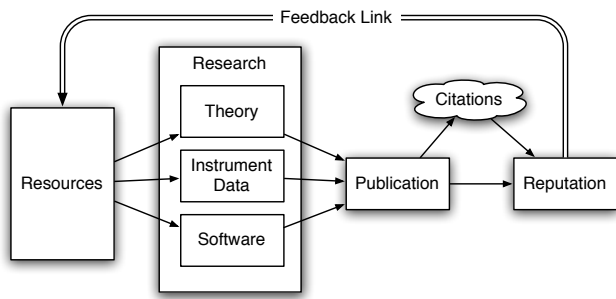 Feedback Link
Research
Theory
Citations
Resources
Instrument
Data
Publication
Reputation
Software